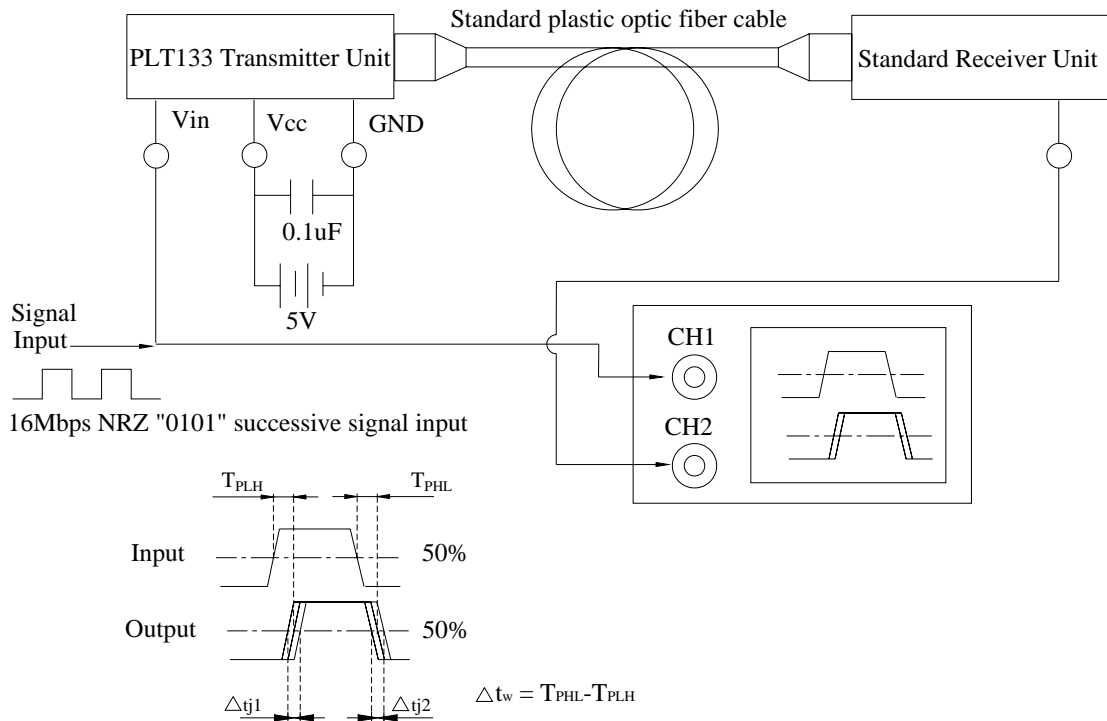 Standard plastic optic fiber cable
PLT133 Transmitter Unit
Standard Receiver Unit
Vin
Vcc
GND
0.1uF
5V
Signal
Input
16Mbps NRZ "0101" successive signal input
CH1
CH2
TPLH
TPHL
Input
50%
Output
50%
△tj1
△tj2
△tw = TPHL-TPLH